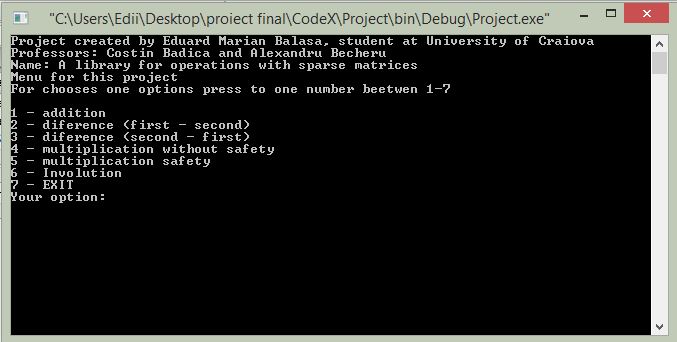 "C:\Users\Edii\Desktop\proiect final\CodeX\Project\bin\Debug\Project.exe"
Project created by Eduard Marian Balasa, student at University of Craiova
Professors: Costin Badica and Alexandru Becheru
Name: A library for operations with sparse matrices
Menu for this project
For chooses one options press to one number beetwen 1-7
1 - addition
2 - diference (first - second)
3 - diference (second - first)
4 - multiplication without safety
5 - multiplication safety
6 - Involution
7 - EXIT
Your option: